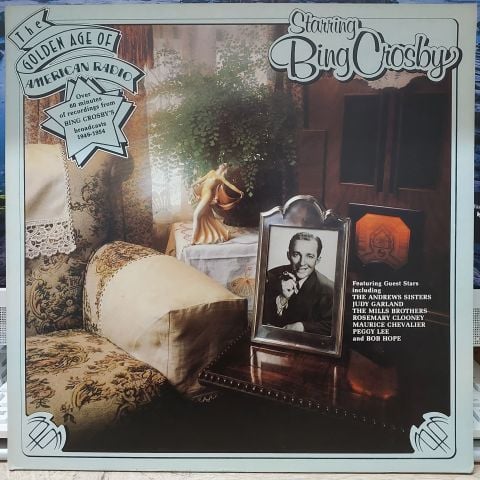 The
GOLDEN AGE OF
AMERICAN RADIO
Over
60 minutes
of recordings from
BING CROSBY'S
broadcasts
1949-1954
Starring
Bing Crosby
Featuring Guest Stars
including
THE ANDREWS SISTERS
JUDY GARLAND
THE MILLS BROTHERS
ROSEMARY CLOONEY
MAURICE CHEVALIER
PEGGY LEE
and BOB HOPE